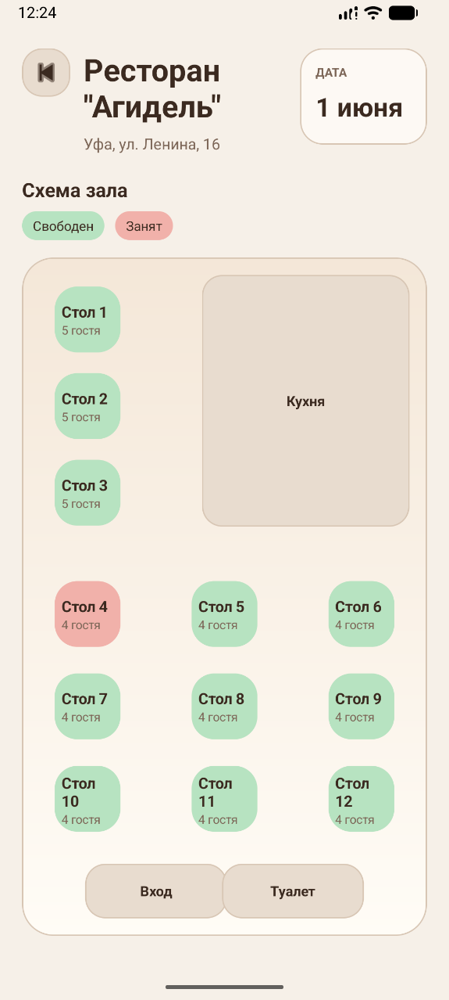 12:24
Ресторан
"Агидель"
Уфа, ул. Ленина, 16
ДАТА
1 июня
Схема зала
Свободен
Занят
Стол 1
5 гостя
Кухня
Стол 2
5 гостя
Стол 3
5 гостя
Стол 4
4 гостя
Стол 5
4 гостя
Стол 6
4 гостя
Стол 7
4 гостя
Стол 8
4 гостя
Стол 9
4 гостя
Стол
10
4 гостя
Стол
11
4 гостя
Стол
12
4 гостя
Вход
Туалет